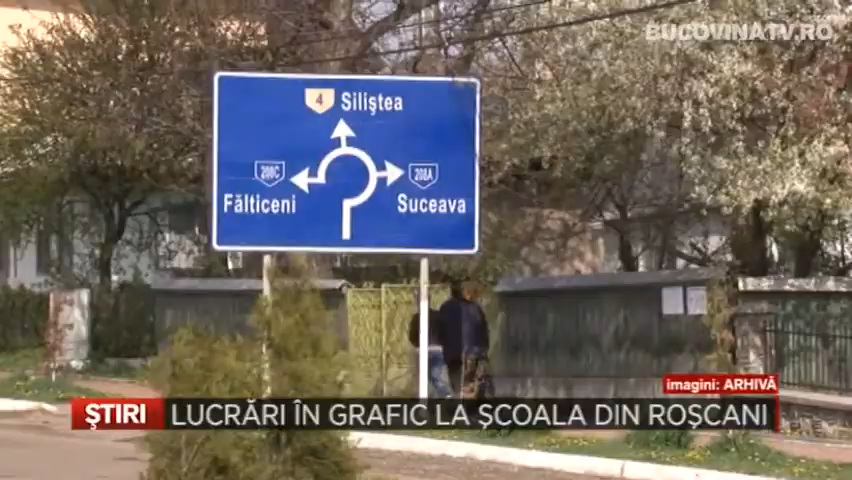 BUCOVINATV.RO
4 Siliștea
208C
208A
Fălticeni
Suceava
imagini: ARHIVĂ
ȘTIRI
LUCRĂRI ÎN GRAFIC LA ȘCOALA DIN ROȘCANI